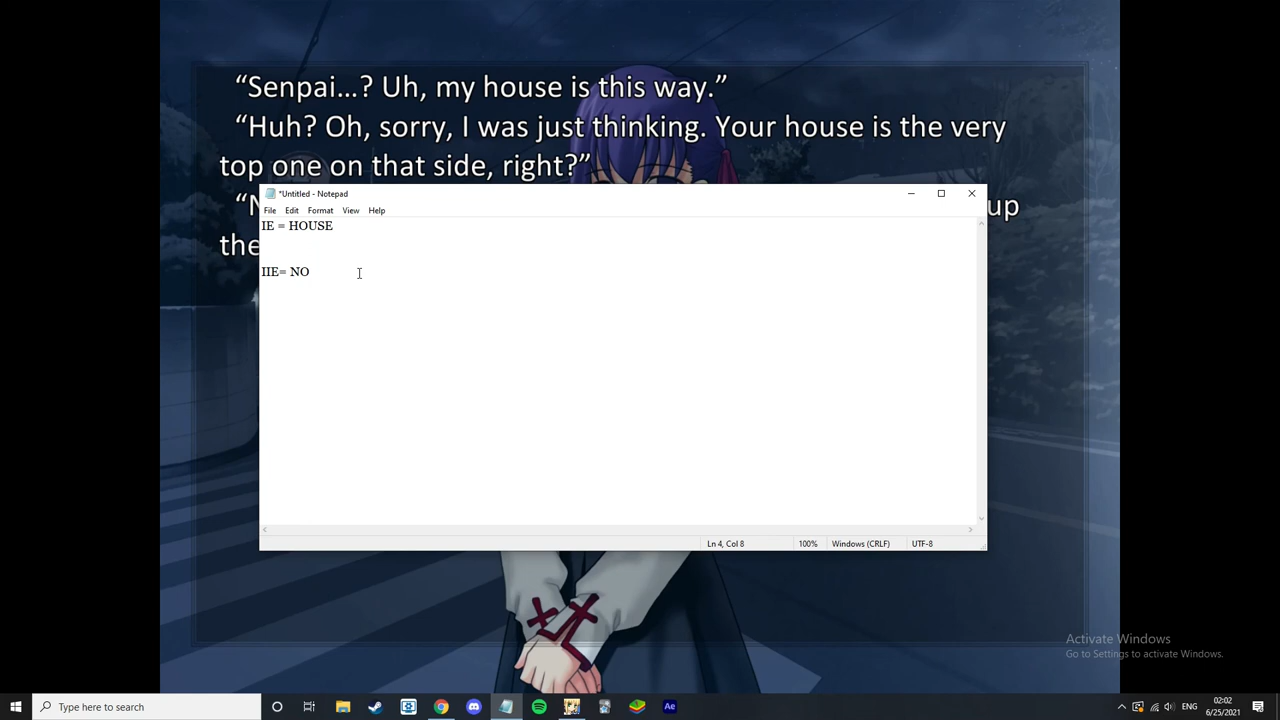 “Senpai...? Uh, my house is this way.”
“Huh? Oh, sorry, I was just thinking. Your house is the very
top one on that side, right?”
up
*Untitled - Notepad
File Edit Format View Help
IE = HOUSE
IIE= NO
Ln 4, Col 8 100% Windows (CRLF) UTF-8
Activate Windows
Go to Settings to activate Windows.
Type here to search
Ae
ENG
02:02
6/25/2021